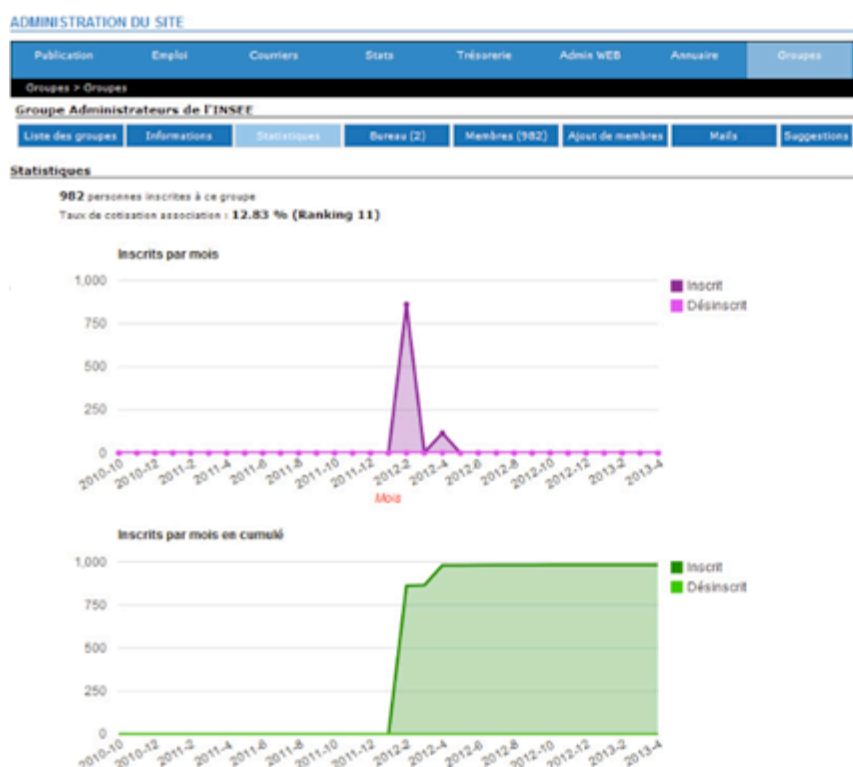 ADMINISTRATION DU SITE
Publication Emploi Courriers Stats Trésorerie Admin WEB Annuaire Groupes
Groupes > Groupes
Groupe Administrateurs de l'INSEE
Liste des groupes Informations Statistiques Bureau (2) Membres (982) Ajout de membres Mails Suggestions
Statistiques
982 personnes inscrites à ce groupe
Taux de cotisation association : 12.83 % (Ranking 11)
Inscrits par mois
1,000
750
500
250
0
Inscrit
Désinscrit
2010-10 2010-12 2011-2 2011-4 2011-6 2011-8 2011-10 2011-12 2012-2 2012-4 2012-6 2012-8 2012-10 2012-12 2013-2 2013-4
Mois
Inscrits par mois en cumulé
1,000
750
500
250
0
Inscrit
Désinscrit
2010-10 2010-12 2011-2 2011-4 2011-6 2011-8 2011-10 2011-12 2012-2 2012-4 2012-6 2012-8 2012-10 2012-12 2013-2 2013-4